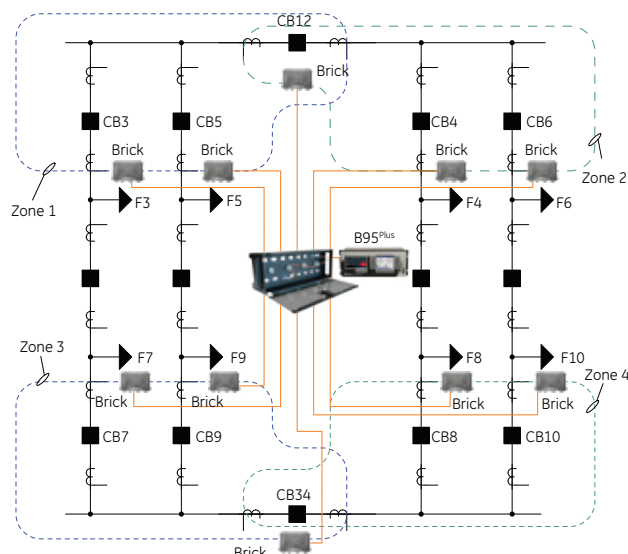 CB12
Brick
CB3
CB5
CB4
CB6
Brick
Brick
Brick
Brick
Zone 1
Zone 2
F3
F5
F4
F6
B95Plus
Zone 3
F7
F9
F8
F10
Zone 4
Brick
Brick
Brick
Brick
CB7
CB9
CB8
CB10
CB34
Brick